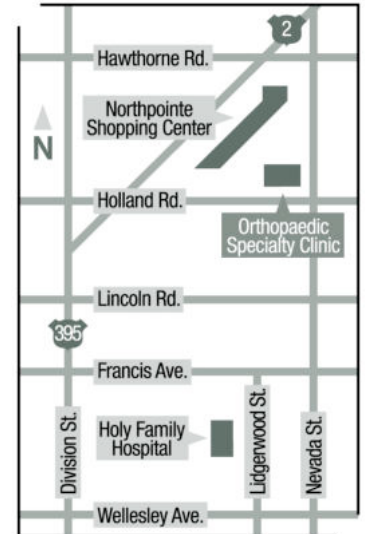 2
Hawthorne Rd.
Northpointe
Shopping Center
N
Holland Rd.
Orthopaedic
Specialty Clinic
Lincoln Rd.
395
Francis Ave.
Division St.
Holy Family
Hospital
Lidgerwood St.
Nevada St.
Wellesley Ave.